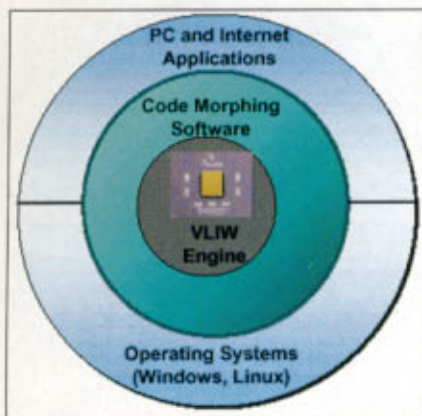 PC and Internet
Applications
Code Morphing
Software
VLIW
Engine
Operating Systems
(Windows, Linux)